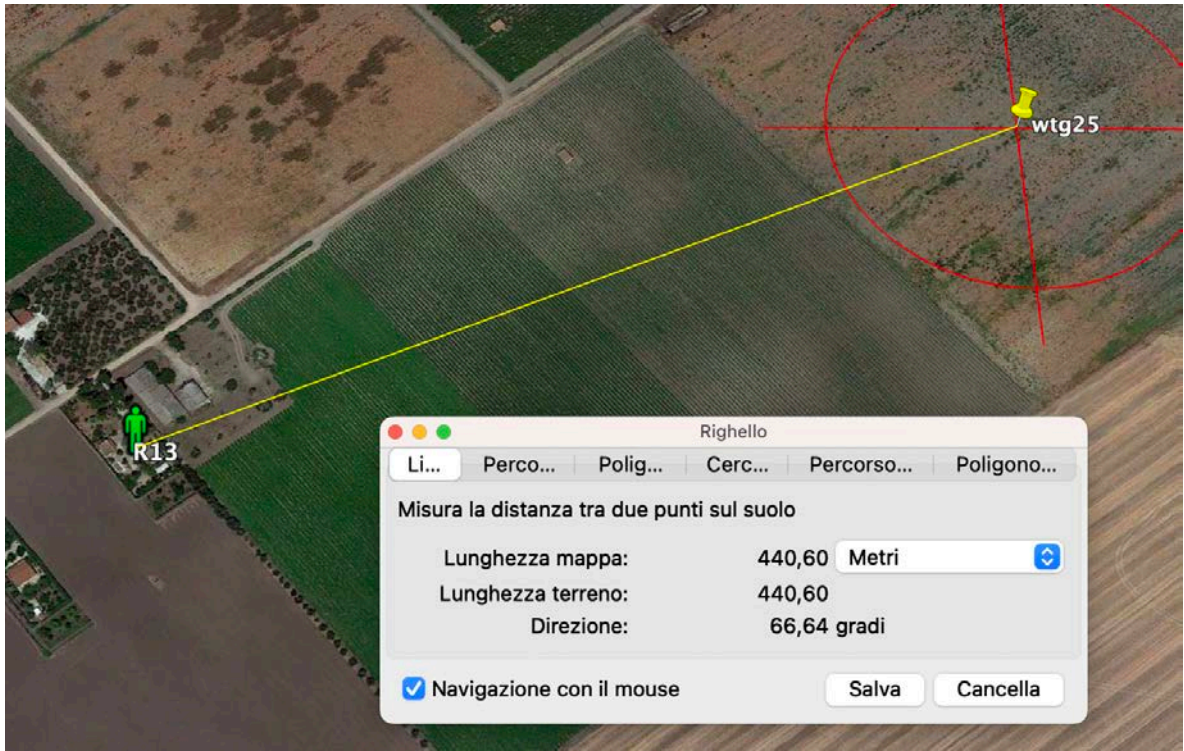 wtg25
R13
Righello
Li... Perco... Polig... Cerc... Percorso... Poligono...
Misura la distanza tra due punti sul suolo
Lunghezza mappa: 440,60 Metri
Lunghezza terreno: 440,60
Direzione: 66,64 gradi
Navigazione con il mouse Salva Cancella